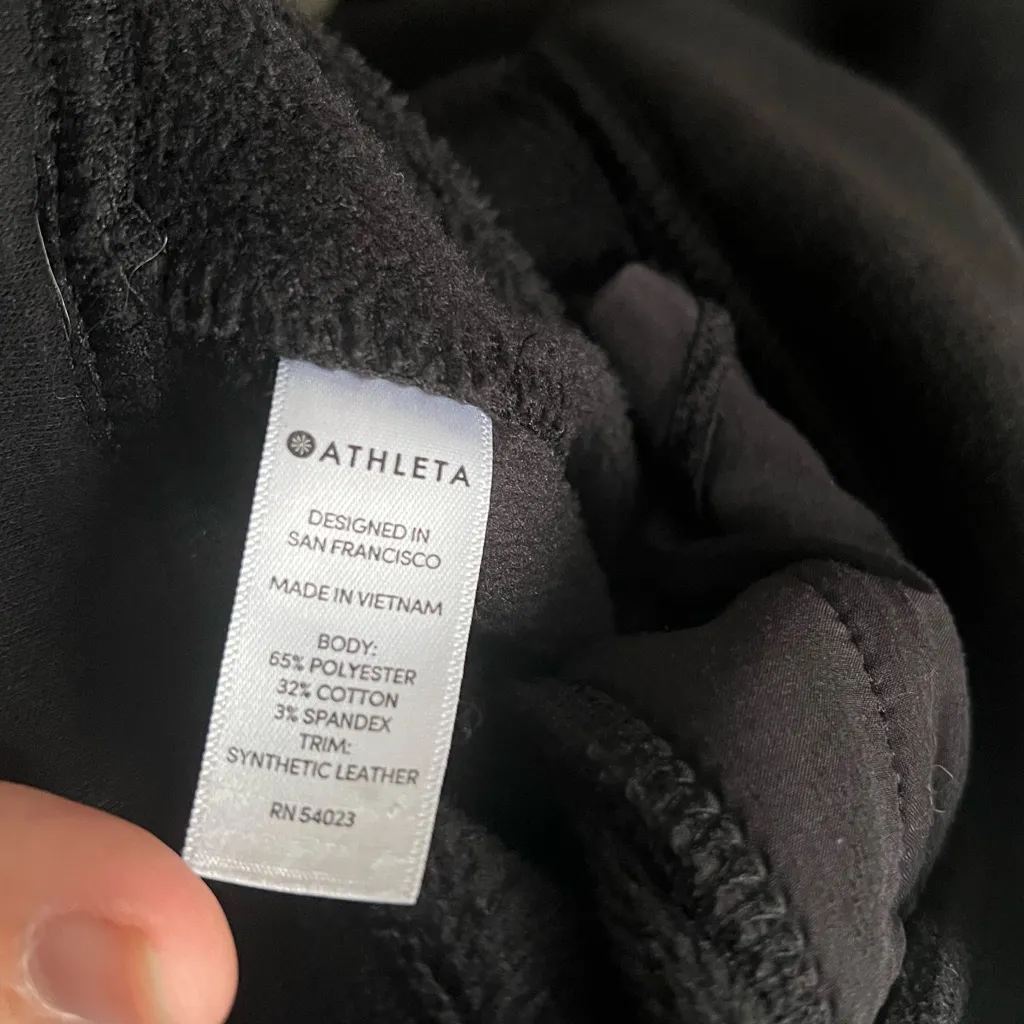 ATHLETA
DESIGNED IN
SAN FRANCISCO
MADE IN VIETNAM
BODY:
65% POLYESTER
32% COTTON
3% SPANDEX
TRIM:
SYNTHETIC LEATHER
RN 54023